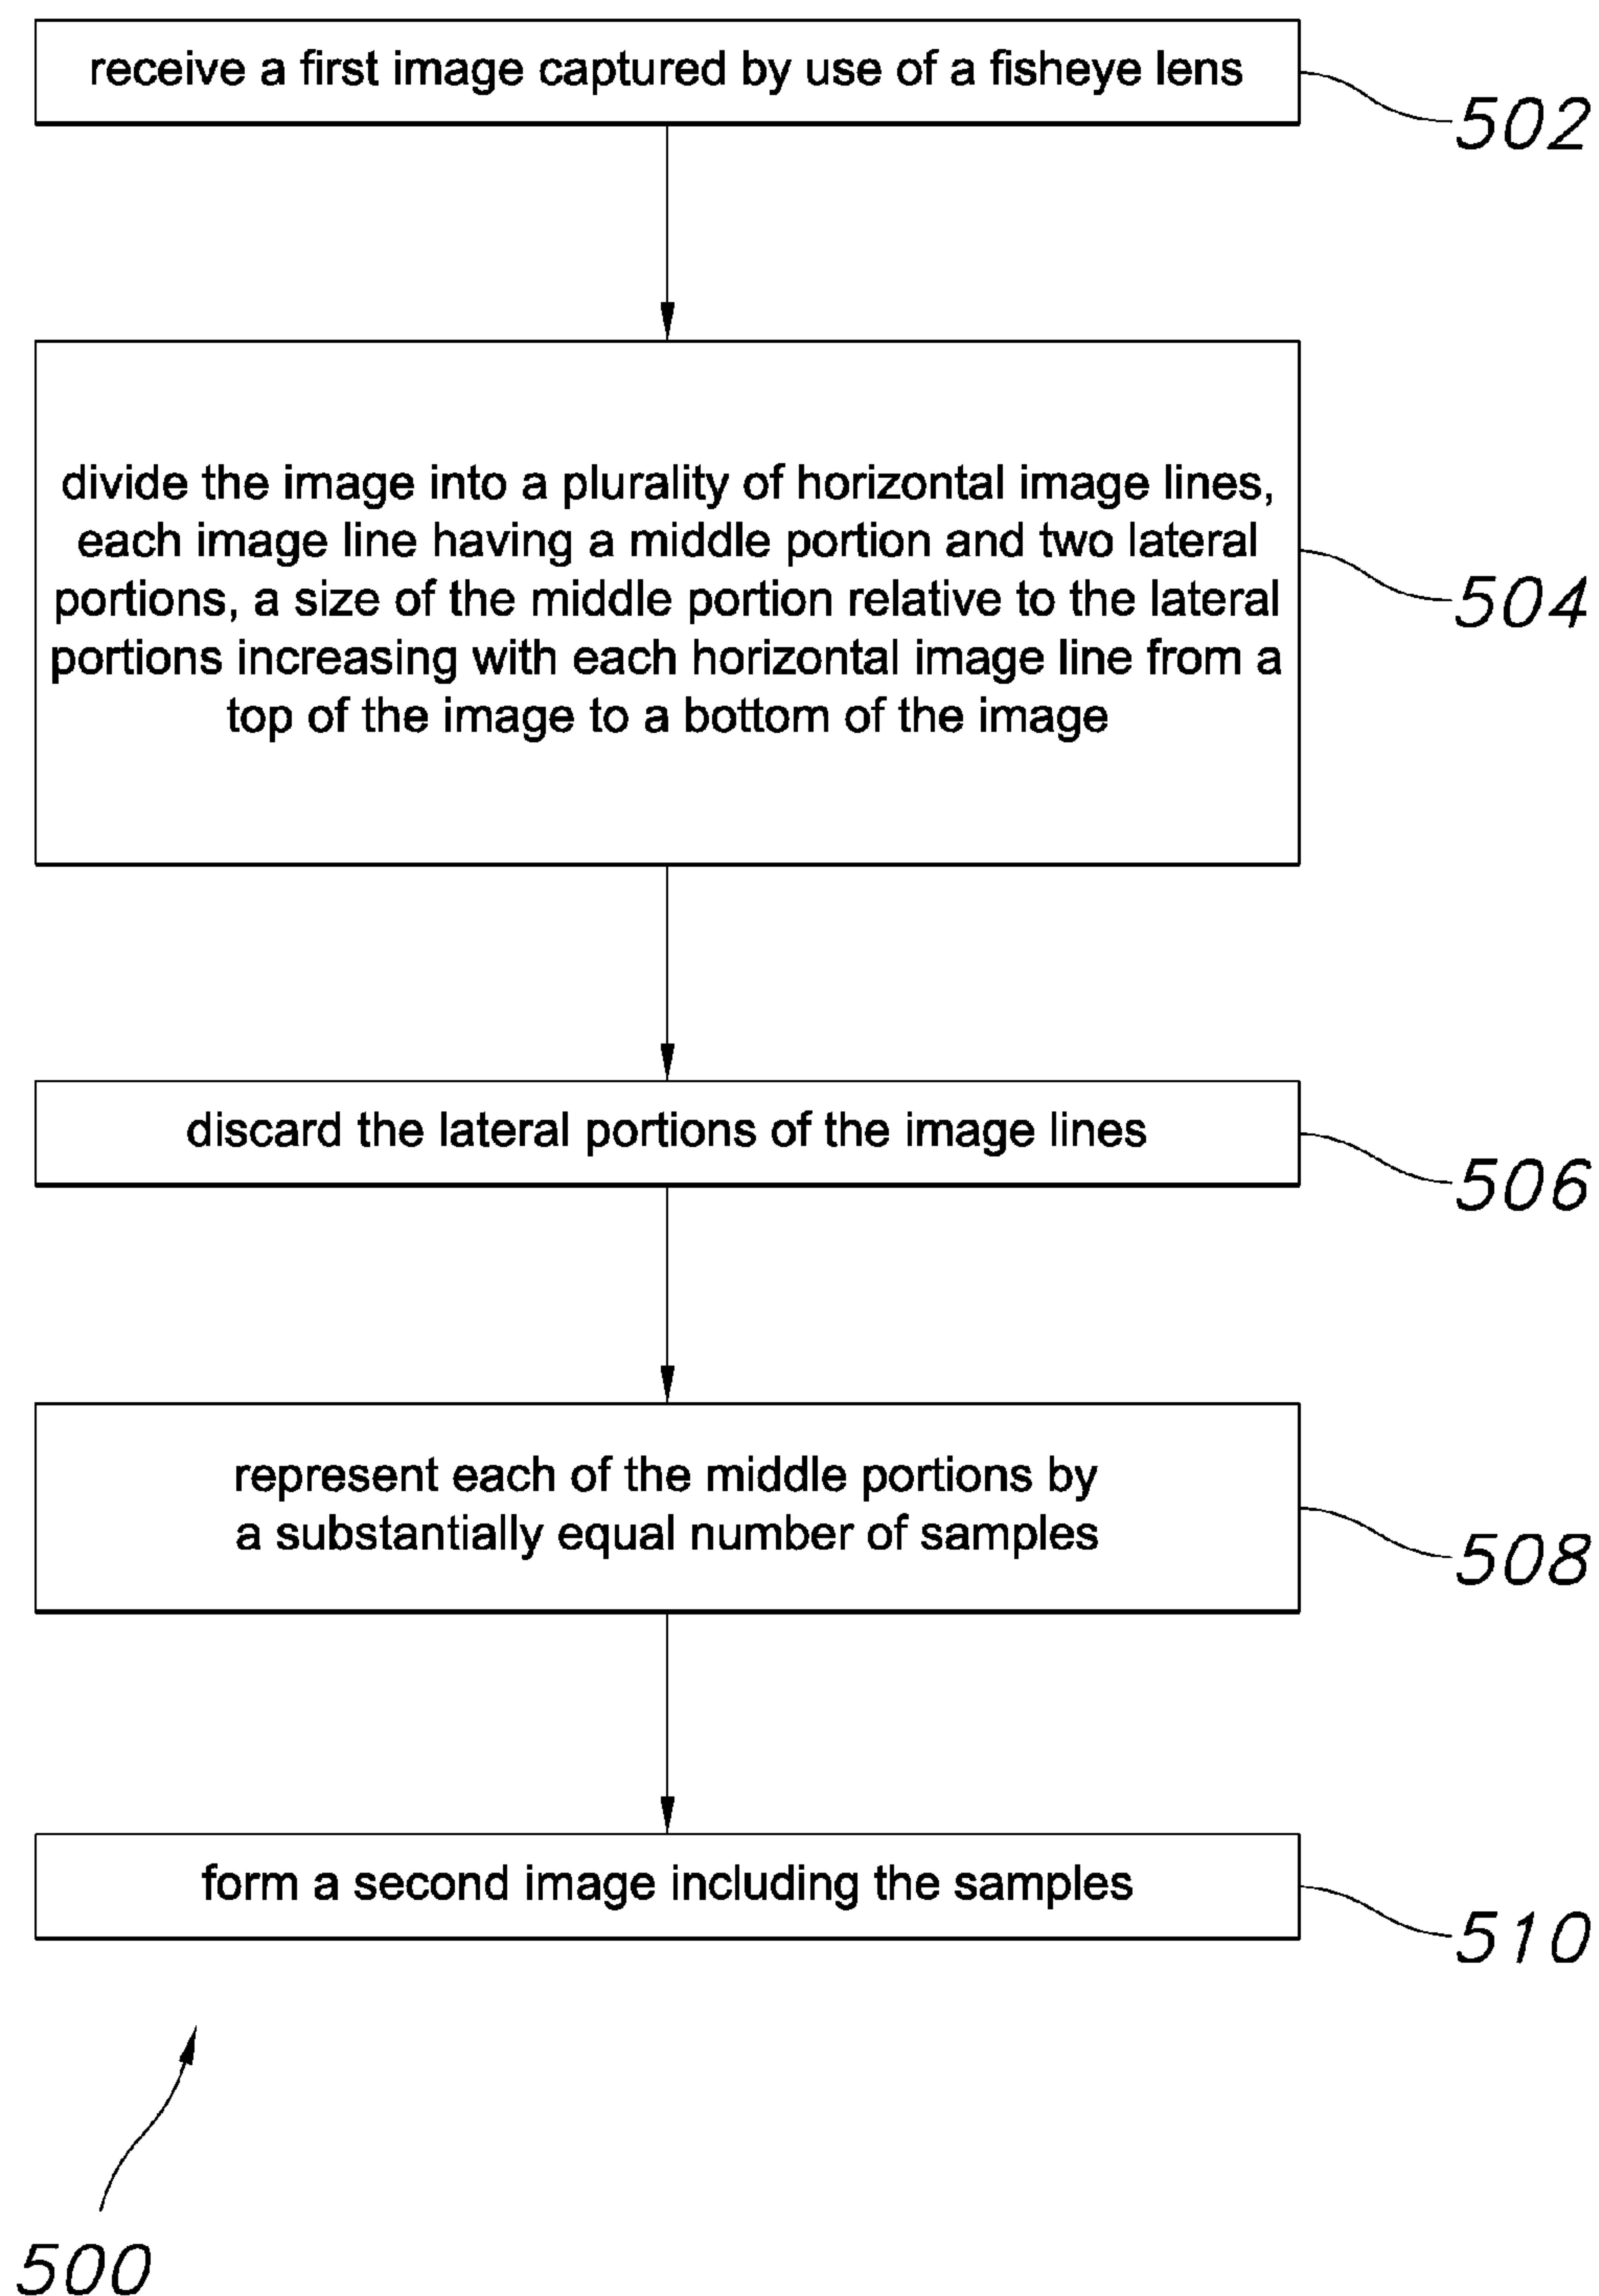 receive a first image captured by use of a fisheye lens
502
divide the image into a plurality of horizontal image lines,
each image line having a middle portion and two lateral
portions, a size of the middle portion relative to the lateral
portions increasing with each horizontal image line from a
top of the image to a bottom of the image
504
discard the lateral portions of the image lines
506
represent each of the middle portions by
a substantially equal number of samples
508
form a second image including the samples
510
500